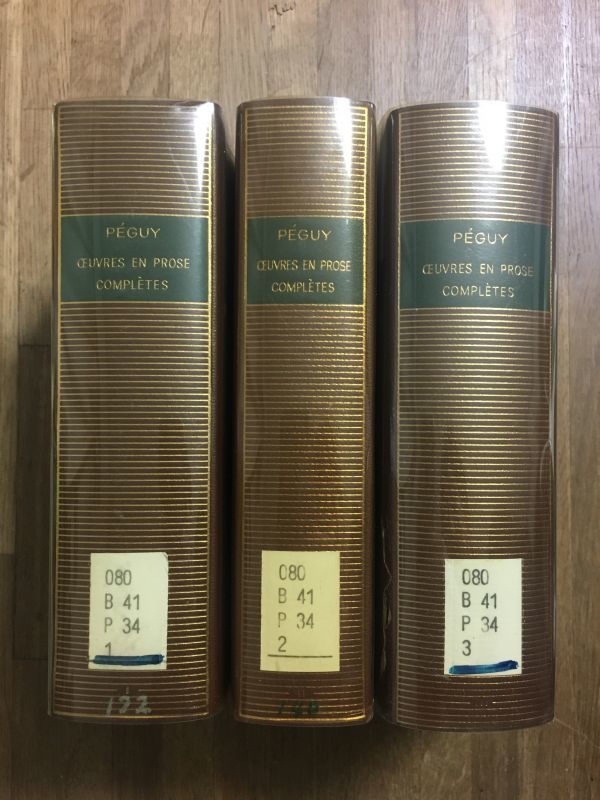 PÉGUY
ŒUVRES EN PROSE
COMPLÈTES
080
B 41
P 34
1
PÉGUY
ŒUVRES EN PROSE
COMPLÈTES
080
B 41
P 34
2
PÉGUY
ŒUVRES EN PROSE
COMPLÈTES
080
B 41
P 34
3